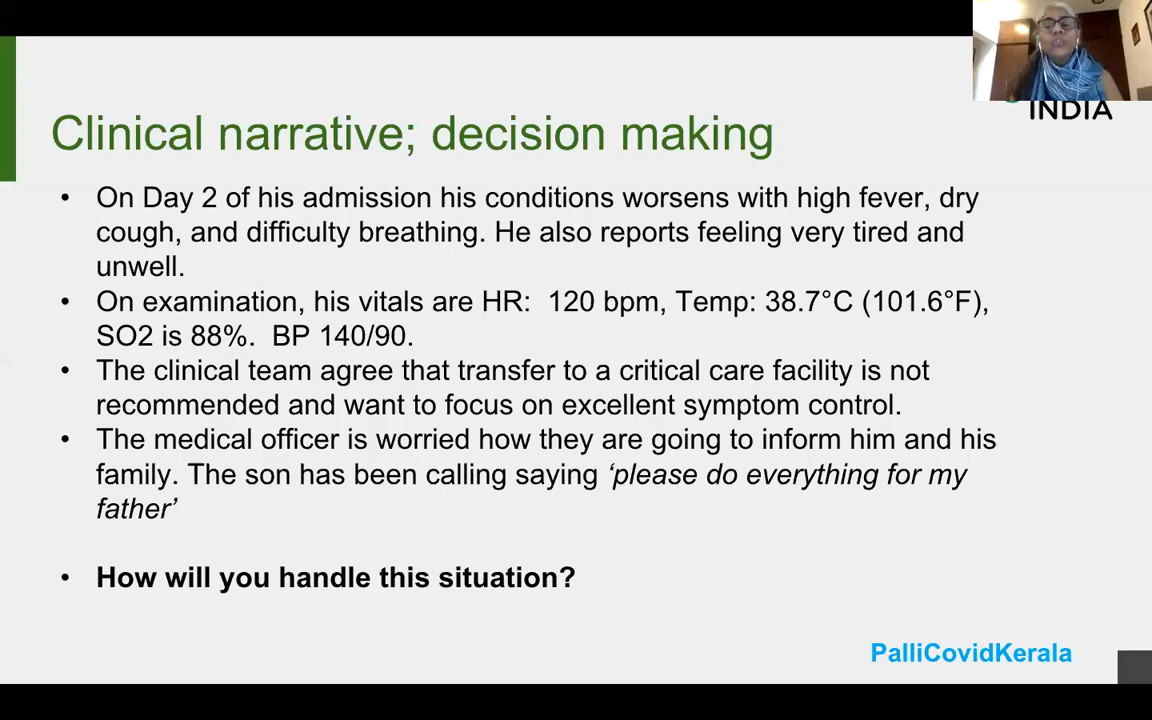 INDIA
Clinical narrative; decision making
• On Day 2 of his admission his conditions worsens with high fever, dry
cough, and difficulty breathing. He also reports feeling very tired and
unwell.
• On examination, his vitals are HR:  120 bpm, Temp: 38.7°C (101.6°F),
SO2 is 88%.  BP 140/90.
• The clinical team agree that transfer to a critical care facility is not
recommended and want to focus on excellent symptom control.
• The medical officer is worried how they are going to inform him and his
family. The son has been calling saying ‘please do everything for my
father’
• How will you handle this situation?
PalliCovidKerala